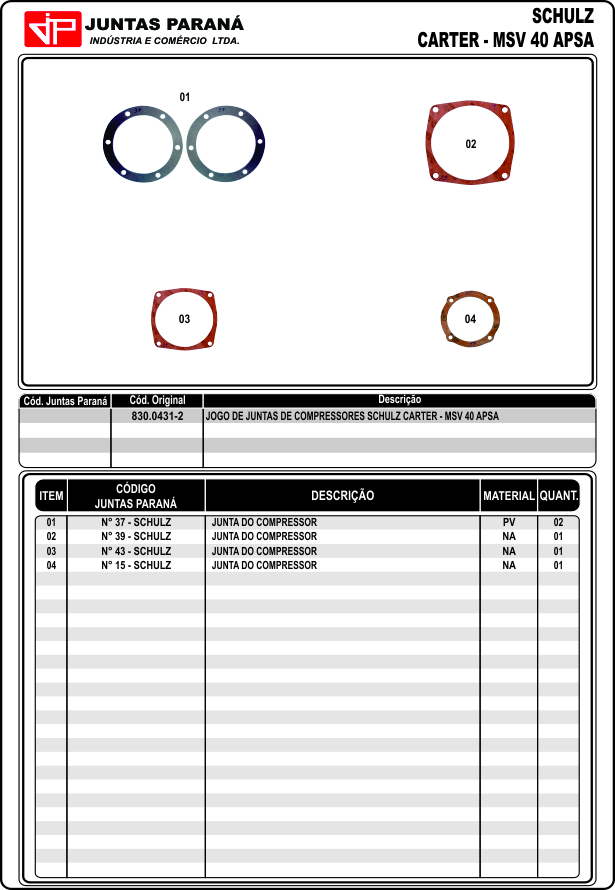 JP JUNTAS PARANÁ
INDÚSTRIA E COMÉRCIO LTDA.
SCHULZ
CARTER - MSV 40 APSA
01
02
03
04
Cód. Juntas Paraná Cód. Original Descrição
830.0431-2 JOGO DE JUNTAS DE COMPRESSORES SCHULZ CARTER - MSV 40 APSA
ITEM CÓDIGO JUNTAS PARANÁ DESCRIÇÃO MATERIAL QUANT.
01 N° 37 - SCHULZ JUNTA DO COMPRESSOR PV 02
02 N° 39 - SCHULZ JUNTA DO COMPRESSOR NA 01
03 N° 43 - SCHULZ JUNTA DO COMPRESSOR NA 01
04 N° 15 - SCHULZ JUNTA DO COMPRESSOR NA 01